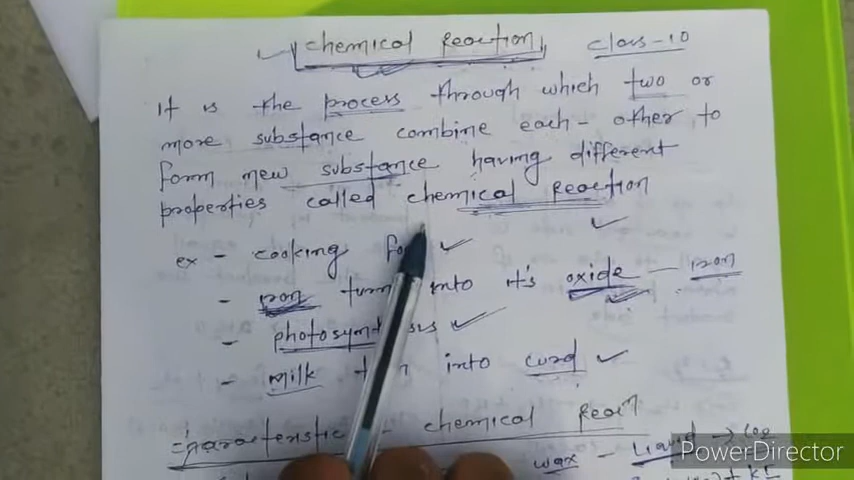 chemical Reaction class-10
It is the process through which two or
more substance combine each-other to
form new substance having different
properties called chemical Reaction
ex - cooking
- iron turn into it's oxide - iron
- photosynthesis
- milk into curd
characteristic - chemical
wax - Liquid →
PowerDirector